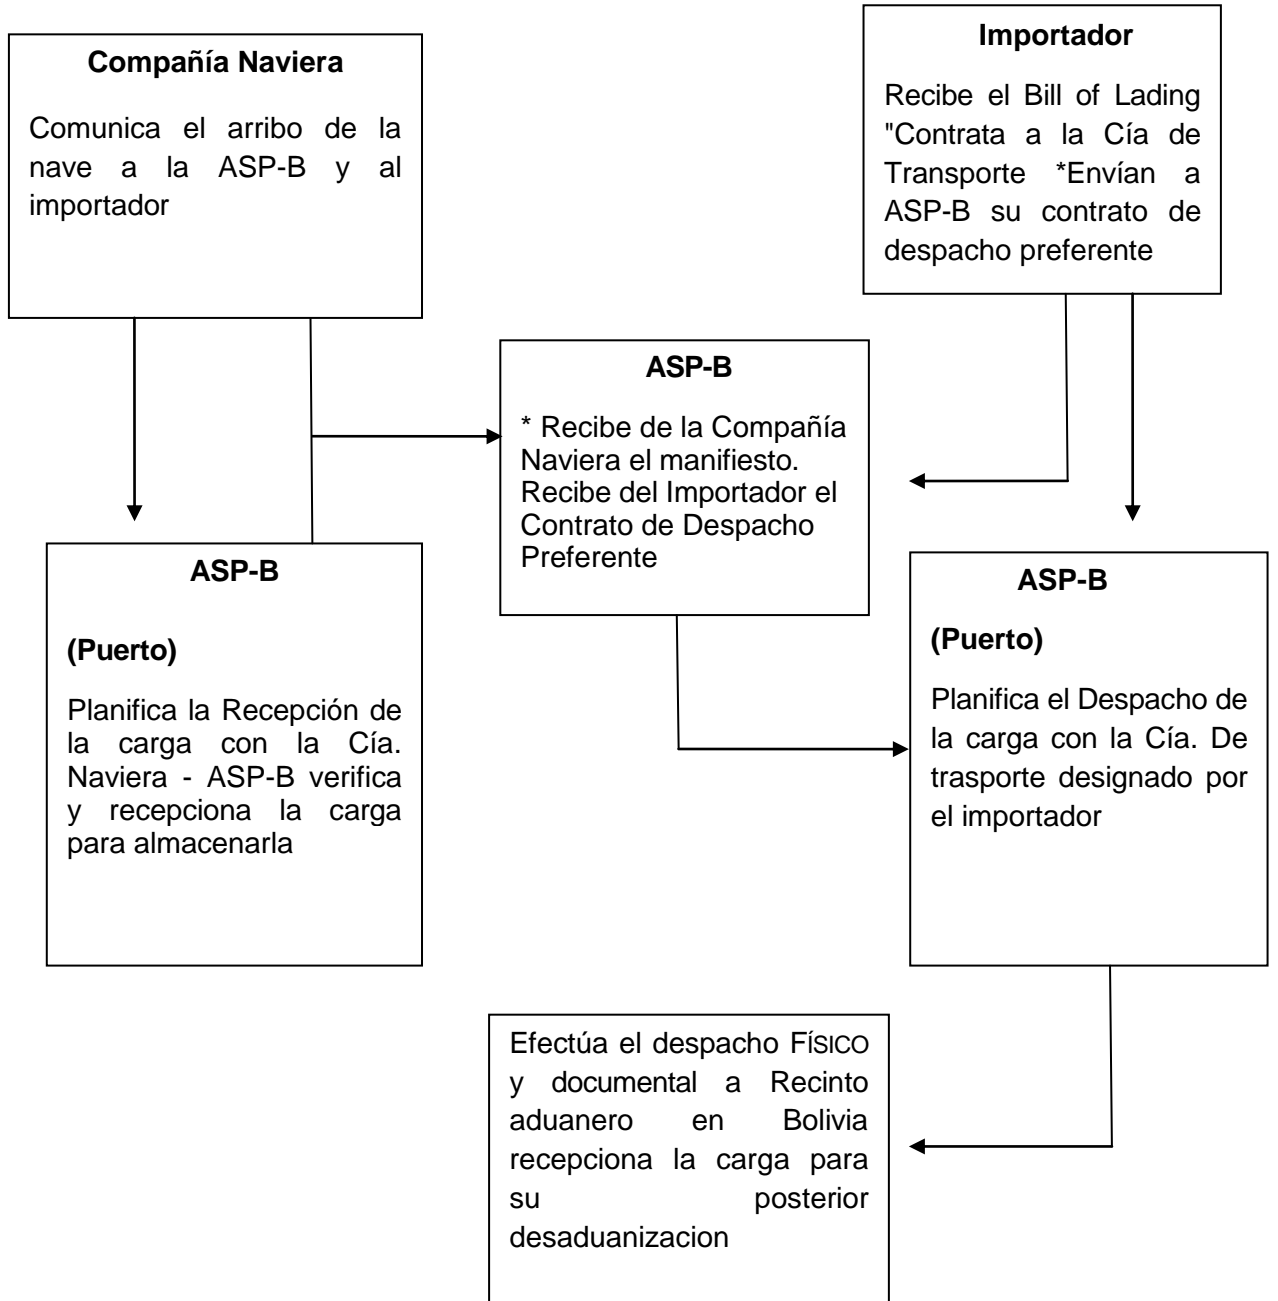 Compañía Naviera
Comunica el arribo de la
nave a la ASP-B y al
importador
Importador
Recibe el Bill of Lading
"Contrata a la Cía de
Transporte *Envían a
ASP-B su contrato de
despacho preferente
ASP-B
* Recibe de la Compañía
Naviera el manifiesto.
Recibe del Importador el
Contrato de Despacho
Preferente
ASP-B
(Puerto)
Planifica la Recepción de
la carga con la Cía.
Naviera - ASP-B verifica
y recepciona la carga
para almacenarla
ASP-B
(Puerto)
Planifica el Despacho de
la carga con la Cía. De
trasporte designado por
el importador
Efectúa el despacho FÍSICO
y documental a Recinto
aduanero en Bolivia
recepciona la carga para
su posterior
desaduanizacion